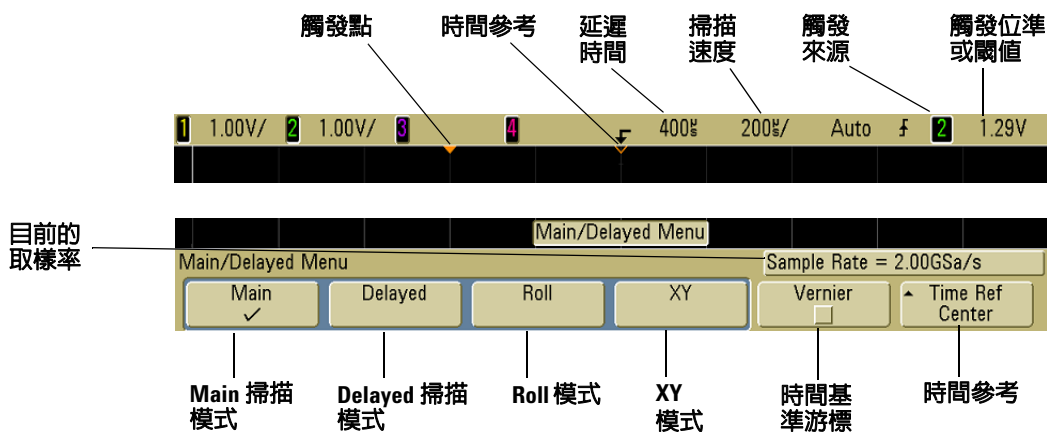 觸發點
時間參考
延遲
時間
掃描
速度
觸發
來源
觸發位準
或閾值
1 1.00V/ 2 1.00V/ 3 4 400 200 / Auto 2 1.29V
目前的
取樣率
Main/Delayed Menu
Main/Delayed Menu
Sample Rate = 2.00GSa/s
Main
Delayed
Roll
XY
Vernier
Time Ref
Center
Main 掃描
模式
Delayed 掃描
模式
Roll 模式
XY
模式
時間基
準游標
時間參考